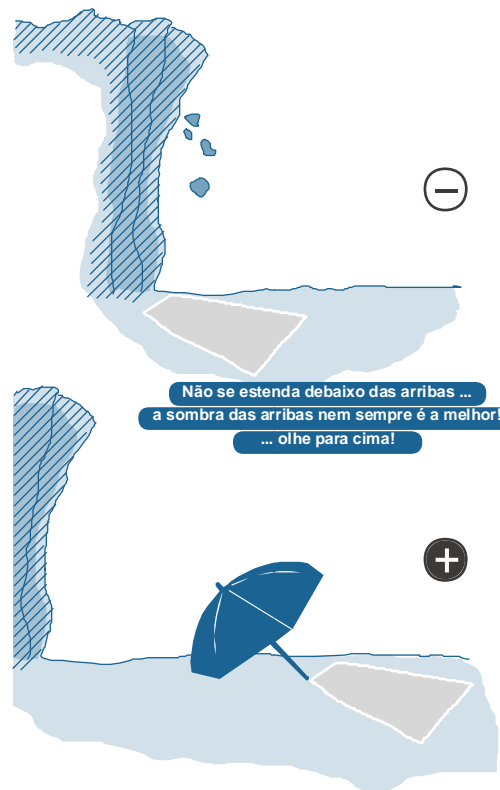 Não se estenda debaixo das arribas ...
a sombra das arribas nem sempre é a melhor!
... olhe para cima!